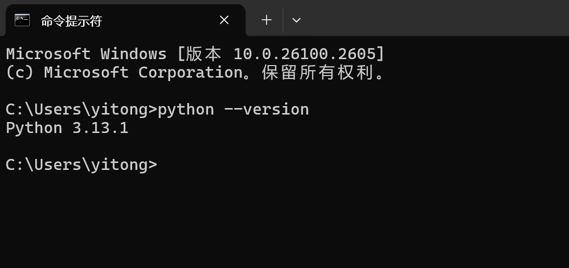 命令提示符
Microsoft Windows [版本 10.0.26100.2605]
(c) Microsoft Corporation。保留所有权利。
C:\Users\yitong>python --version
Python 3.13.1
C:\Users\yitong>